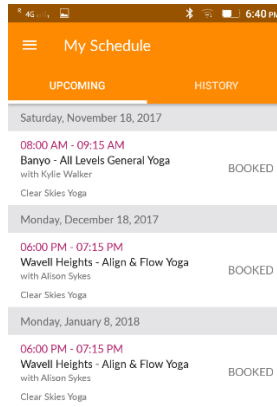 R 4G 6:40 PM
My Schedule
UPCOMING HISTORY
Saturday, November 18, 2017
08:00 AM - 09:15 AM
Banyo - All Levels General Yoga
with Kylie Walker
BOOKED
Clear Skies Yoga
Monday, December 18, 2017
06:00 PM - 07:15 PM
Wavell Heights - Align & Flow Yoga
with Alison Sykes
BOOKED
Clear Skies Yoga
Monday, January 8, 2018
06:00 PM - 07:15 PM
Wavell Heights - Align & Flow Yoga
with Alison Sykes
BOOKED
Clear Skies Yoga